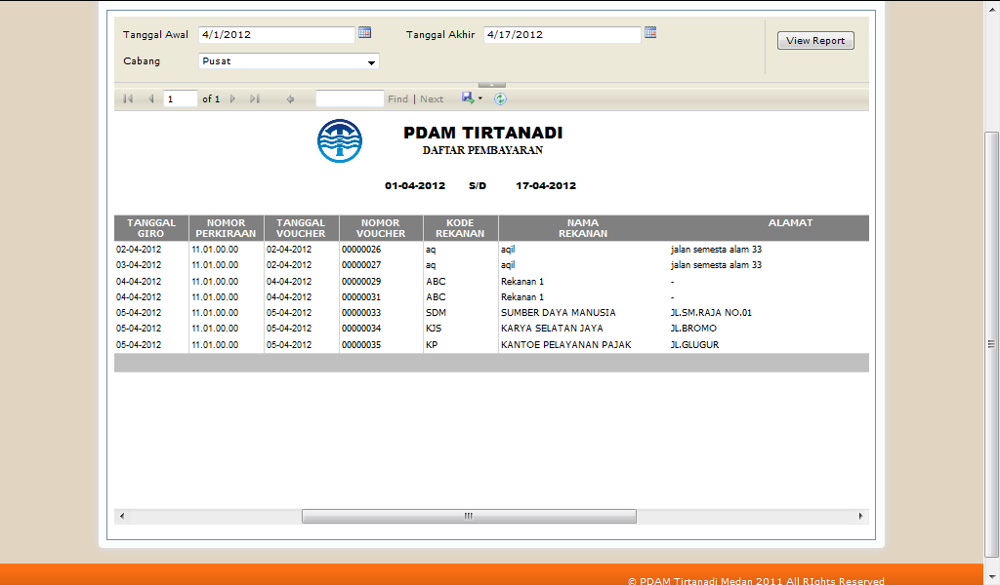 Tanggal Awal 4/1/2012 Tanggal Akhir 4/17/2012 View Report
Cabang Pusat
1 of 1 Find | Next
PDAM TIRTANADI
DAFTAR PEMBAYARAN
01-04-2012 S/D 17-04-2012
TANGGAL GIRO NOMOR PERKIRAAN TANGGAL VOUCHER NOMOR VOUCHER KODE REKANAN NAMA REKANAN ALAMAT
02-04-2012 11.01.00.00 02-04-2012 00000026 aq aqil jalan semesta alam 33
03-04-2012 11.01.00.00 02-04-2012 00000027 aq aqil jalan semesta alam 33
04-04-2012 11.01.00.00 04-04-2012 00000029 ABC Rekanan 1 -
04-04-2012 11.01.00.00 04-04-2012 00000031 ABC Rekanan 1 -
05-04-2012 11.01.00.00 05-04-2012 00000033 SDM SUMBER DAYA MANUSIA JL.SM.RAJA NO.01
05-04-2012 11.01.00.00 05-04-2012 00000034 KJS KARYA SELATAN JAYA JL.BROMO
05-04-2012 11.01.00.00 05-04-2012 00000035 KP KANTOE PELAYANAN PAJAK JL.GLUGUR
© PDAM Tirtanadi Medan 2011 All RIghts Reserved